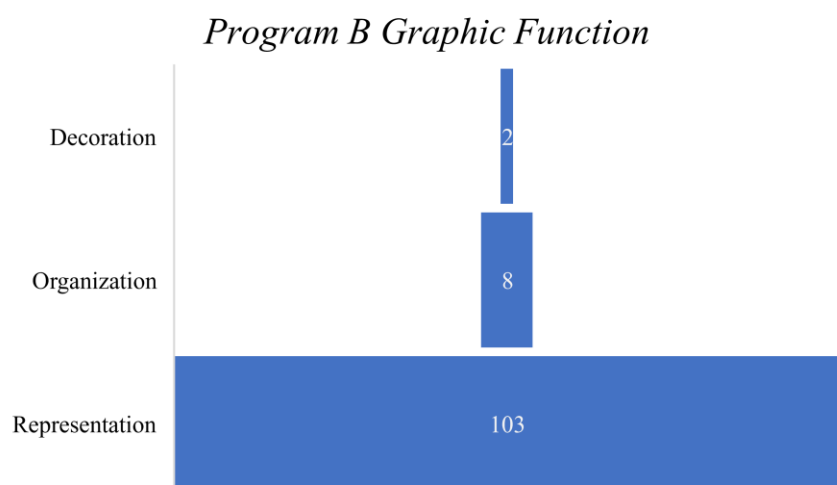 Program B Graphic Function
Decoration
2
Organization
8
Representation
103